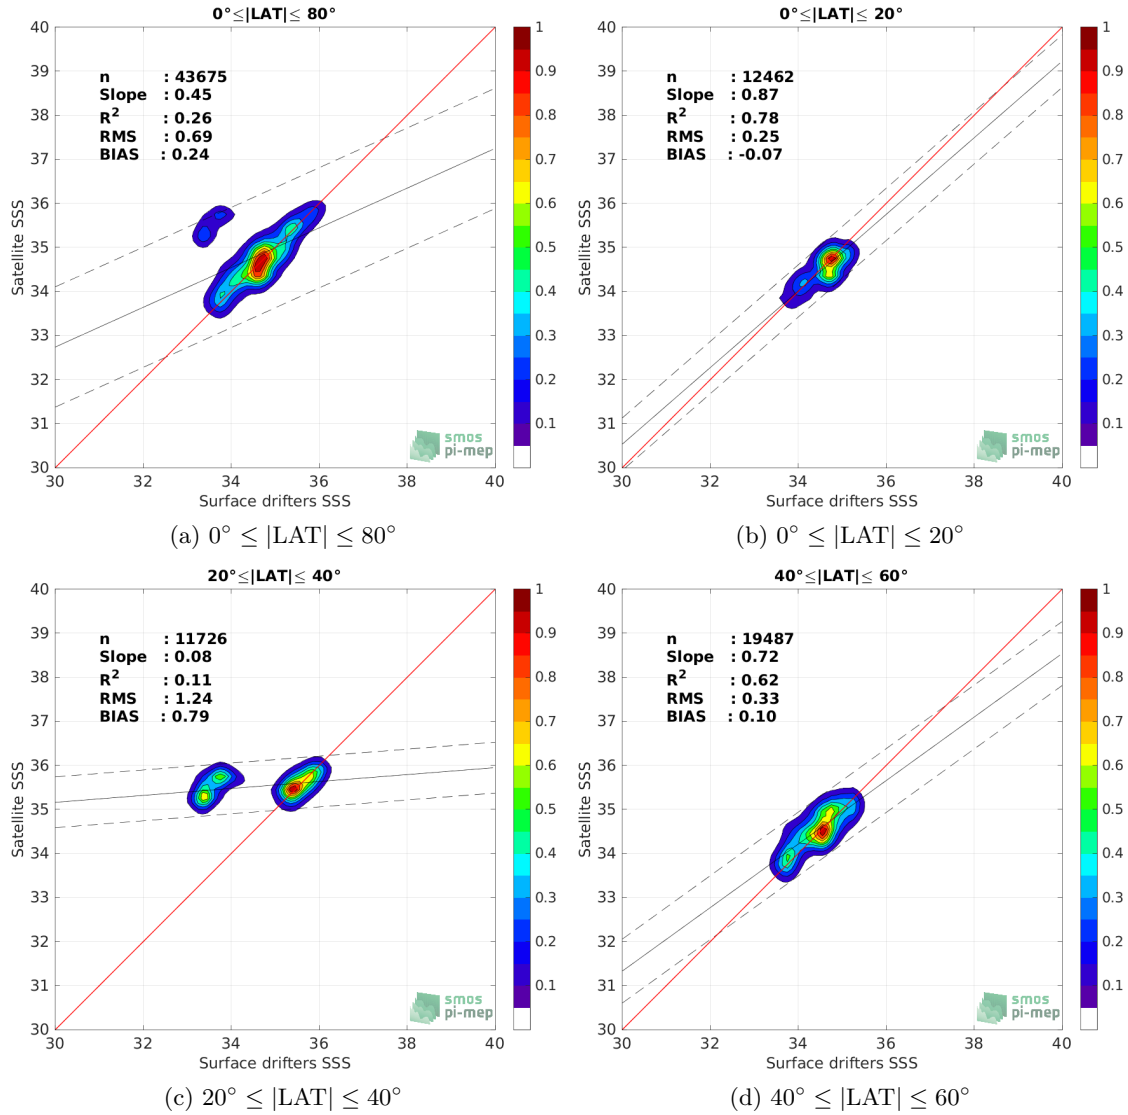 0°≤|LAT|≤ 80°
n : 43675
Slope : 0.45
R² : 0.26
RMS : 0.69
BIAS : 0.24
40
39
38
37
36
35
34
33
32
31
30
30 32 34 36 38 40
Satellite SSS
Surface drifters SSS
1
0.9
0.8
0.7
0.6
0.5
0.4
0.3
0.2
0.1
smos
pi-mep
(a) 0° ≤ |LAT| ≤ 80°
0°≤|LAT|≤ 20°
n : 12462
Slope : 0.87
R² : 0.78
RMS : 0.25
BIAS : -0.07
40
39
38
37
36
35
34
33
32
31
30
30 32 34 36 38 40
Satellite SSS
Surface drifters SSS
1
0.9
0.8
0.7
0.6
0.5
0.4
0.3
0.2
0.1
smos
pi-mep
(b) 0° ≤ |LAT| ≤ 20°
20°≤|LAT|≤ 40°
n : 11726
Slope : 0.08
R² : 0.11
RMS : 1.24
BIAS : 0.79
40
39
38
37
36
35
34
33
32
31
30
30 32 34 36 38 40
Satellite SSS
Surface drifters SSS
1
0.9
0.8
0.7
0.6
0.5
0.4
0.3
0.2
0.1
smos
pi-mep
(c) 20° ≤ |LAT| ≤ 40°
40°≤|LAT|≤ 60°
n : 19487
Slope : 0.72
R² : 0.62
RMS : 0.33
BIAS : 0.10
40
39
38
37
36
35
34
33
32
31
30
30 32 34 36 38 40
Satellite SSS
Surface drifters SSS
1
0.9
0.8
0.7
0.6
0.5
0.4
0.3
0.2
0.1
smos
pi-mep
(d) 40° ≤ |LAT| ≤ 60°